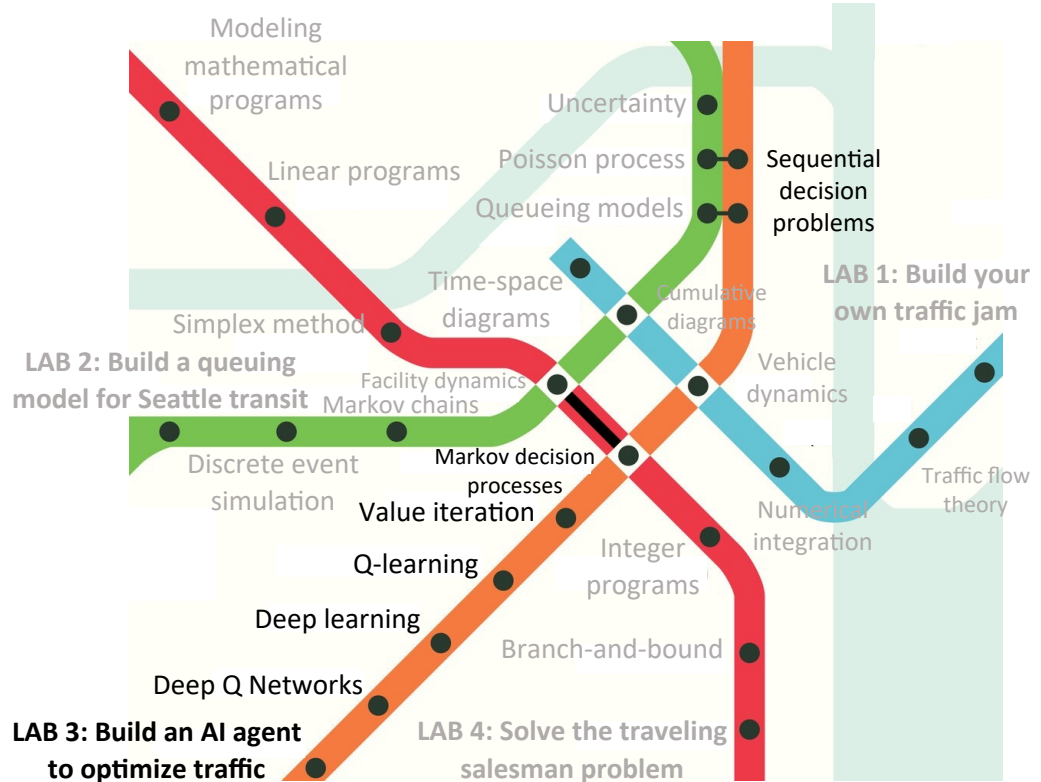 Modeling
mathematical
programs
Uncertainty
Poisson process
Sequential
decision
problems
Linear programs
Queueing models
Time-space
diagrams
Cumulative
diagrams
LAB 1: Build your
own traffic jam
Simplex method
LAB 2: Build a queuing
model for Seattle transit
Facility dynamics
Markov chains
Vehicle
dynamics
Discrete event
simulation
Markov decision
processes
Traffic flow
theory
Value iteration
Numerical
integration
Integer
programs
Q-learning
Deep learning
Branch-and-bound
Deep Q Networks
LAB 3: Build an AI agent
to optimize traffic
LAB 4: Solve the traveling
salesman problem